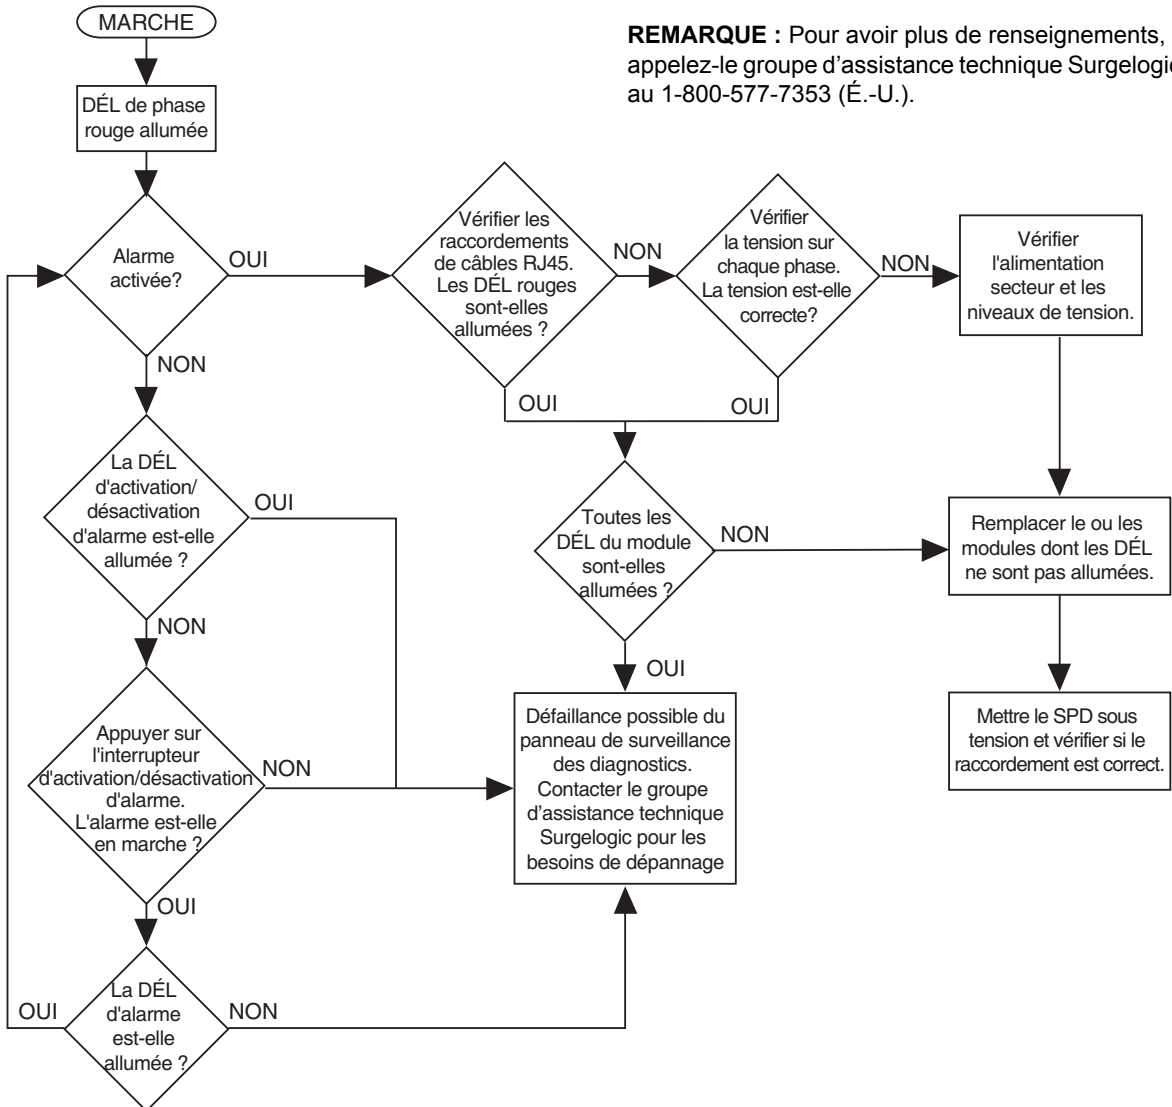 MARCHE
REMARQUE : Pour avoir plus de renseignements,
appelez-le groupe d'assistance technique Surgelogic
au 1-800-577-7353 (É.-U.).
DÉL de phase
rouge allumée
Alarme
activée?
OUI
Vérifier les
raccordements
de câbles RJ45.
Les DÉL rouges
sont-elles
allumées ?
NON
Vérifier
la tension sur
chaque phase.
La tension est-elle
correcte?
NON
Vérifier
l'alimentation
secteur et les
niveaux de tension.
NON
OUI
OUI
La DÉL
d'activation/
désactivation
d'alarme est-elle
allumée ?
OUI
Toutes les
DÉL du module
sont-elles
allumées ?
NON
Remplacer le ou les
modules dont les DÉL
ne sont pas allumées.
NON
OUI
Appuyer sur
l'interrupteur
d'activation/désactivation
d'alarme.
L'alarme est-elle
en marche ?
NON
Défaillance possible du
panneau de surveillance
des diagnostics.
Contacter le groupe
d'assistance technique
Surgelogic pour les
besoins de dépannage
Mettre le SPD sous
tension et vérifier si le
raccordement est correct.
OUI
La DÉL
d'alarme
est-elle
allumée ?
OUI
NON